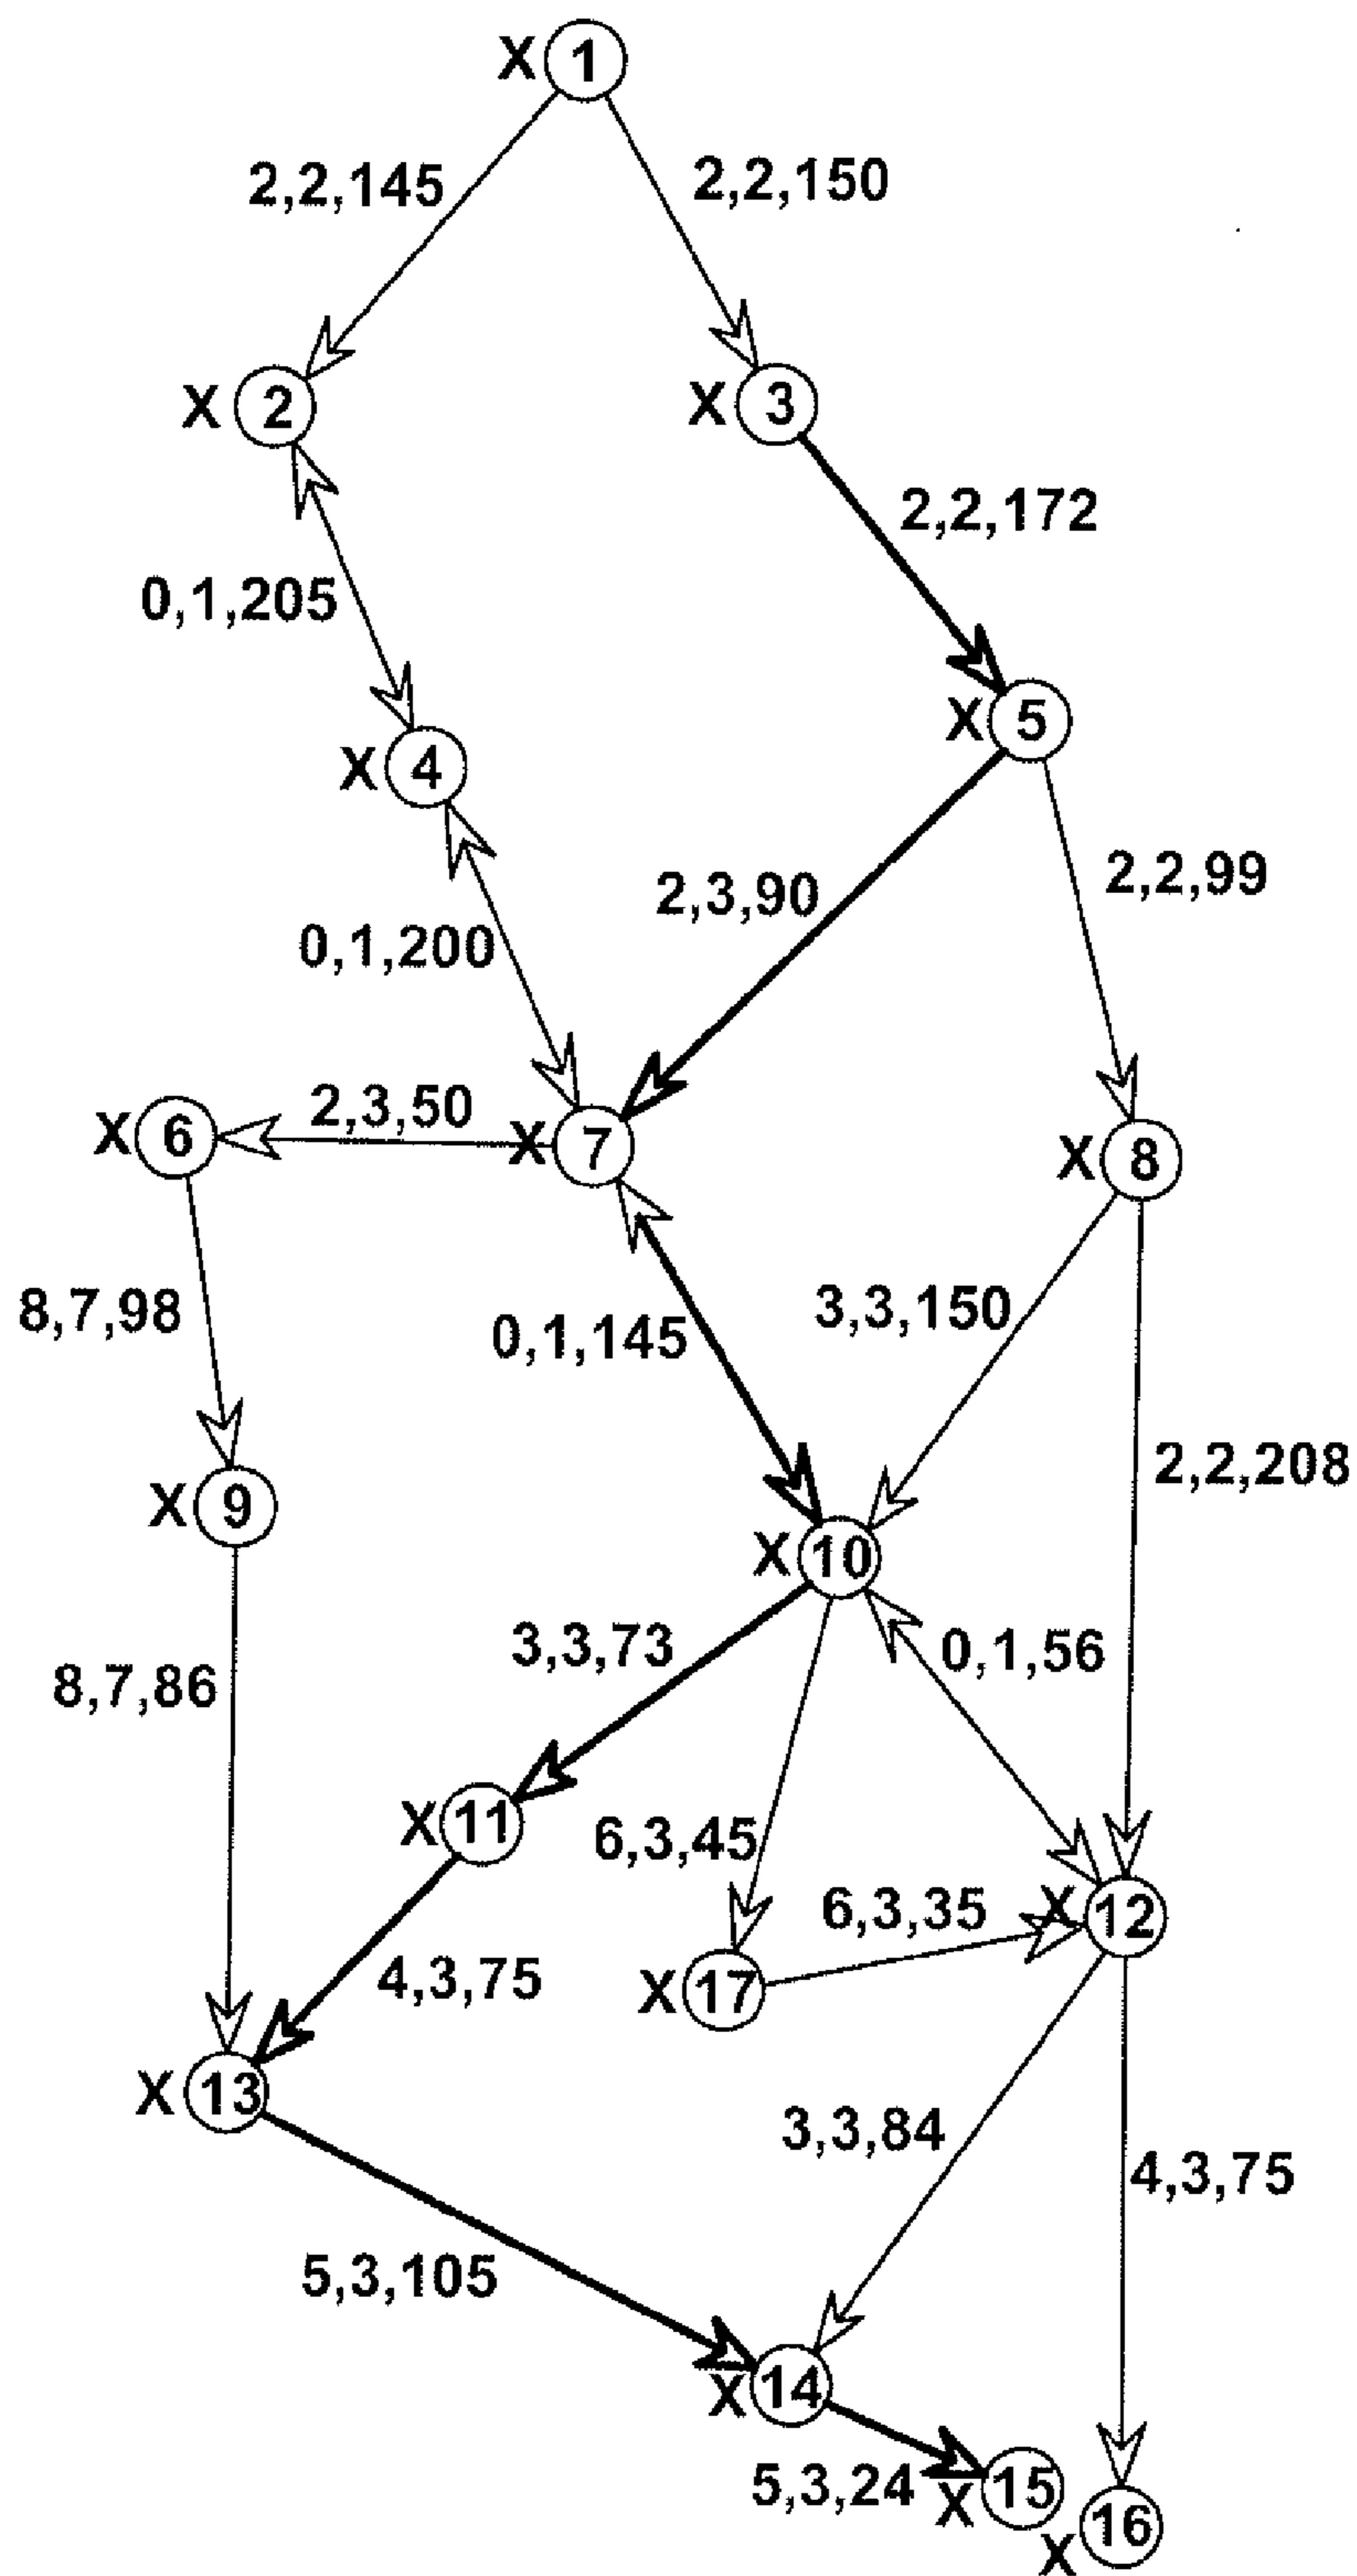 X 1
2,2,145
2,2,150
X 2
X 3
2,2,172
0,1,205
X 5
X 4
2,2,99
2,3,90
0,1,200
2,3,50
X 6
X 7
X 8
8,7,98
3,3,150
0,1,145
2,2,208
X 9
X 10
3,3,73
0,1,56
8,7,86
X 11
6,3,45
6,3,35
X 12
4,3,75
X 17
X 13
3,3,84
4,3,75
5,3,105
X 14
5,3,24
X 15
X 16